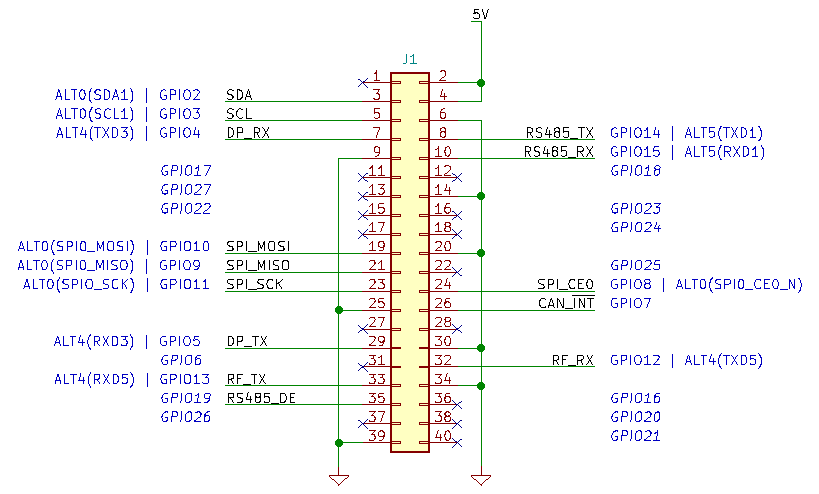 5V
J1
1 2
ALT0(SDA1) | GPIO2 SDA 3 4
ALT0(SCL1) | GPIO3 SCL 5 6
ALT4(TXD3) | GPIO4 DP_RX 7 8 RS485_TX GPIO14 | ALT5(TXD1)
9 10 RS485_RX GPIO15 | ALT5(RXD1)
GPIO17 11 12 GPIO18
GPIO27 13 14
GPIO22 15 16 GPIO23
17 18 GPIO24
ALT0(SPI0_MOSI) | GPIO10 SPI_MOSI 19 20
ALT0(SPI0_MISO) | GPIO9 SPI_MISO 21 22 GPIO25
ALT0(SPIO_SCK) | GPIO11 SPI_SCK 23 24 SPI_CE0 GPIO8 | ALT0(SPI0_CE0_N)
25 26 CAN_INT GPIO7
27 28
ALT4(RXD3) | GPIO5 DP_TX 29 30
GPIO6 31 32 RF_RX GPIO12 | ALT4(TXD5)
ALT4(RXD5) | GPIO13 RF_TX 33 34
GPIO19 RS485_DE 35 36 GPIO16
GPIO26 37 38 GPIO20
39 40 GPIO21